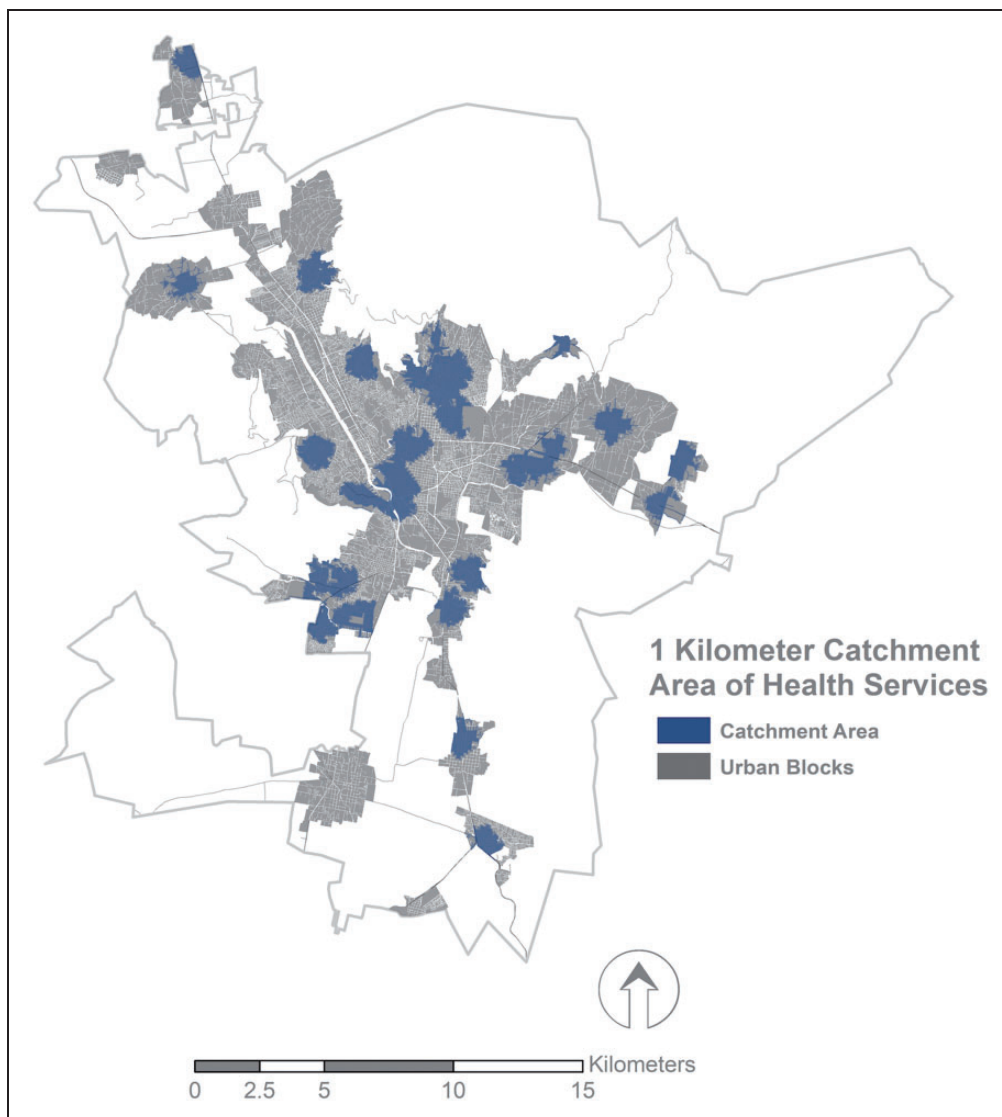 1 Kilometer Catchment
Area of Health Services
Catchment Area
Urban Blocks
Kilometers
0 2.5 5 10 15